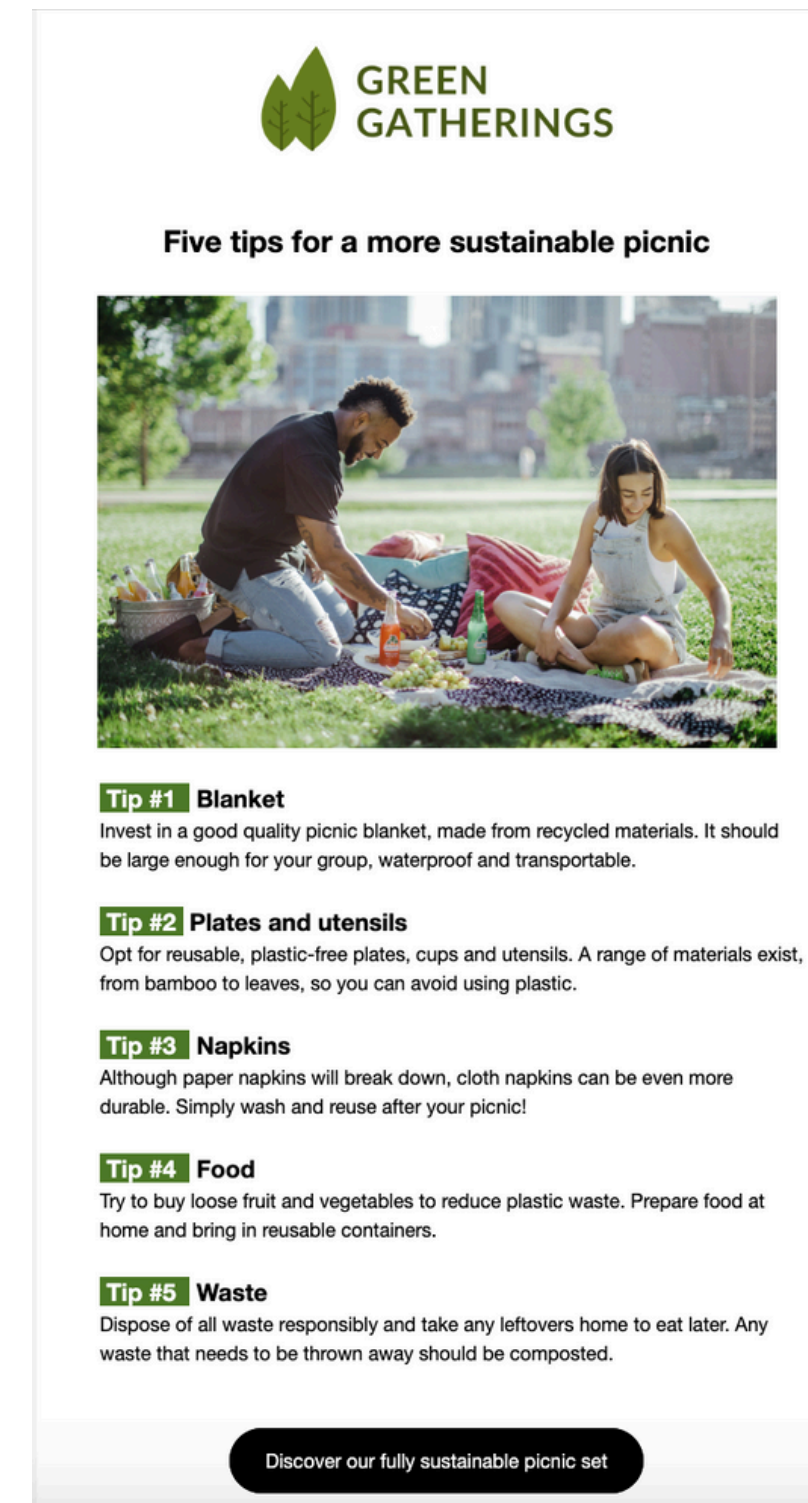 GREEN
GATHERINGS
Five tips for a more sustainable picnic
Tip #1 Blanket
Invest in a good quality picnic blanket, made from recycled materials. It should
be large enough for your group, waterproof and transportable.
Tip #2 Plates and utensils
Opt for reusable, plastic-free plates, cups and utensils. A range of materials exist,
from bamboo to leaves, so you can avoid using plastic.
Tip #3 Napkins
Although paper napkins will break down, cloth napkins can be even more
durable. Simply wash and reuse after your picnic!
Tip #4 Food
Try to buy loose fruit and vegetables to reduce plastic waste. Prepare food at
home and bring in reusable containers.
Tip #5 Waste
Dispose of all waste responsibly and take any leftovers home to eat later. Any
waste that needs to be thrown away should be composted.
Discover our fully sustainable picnic set